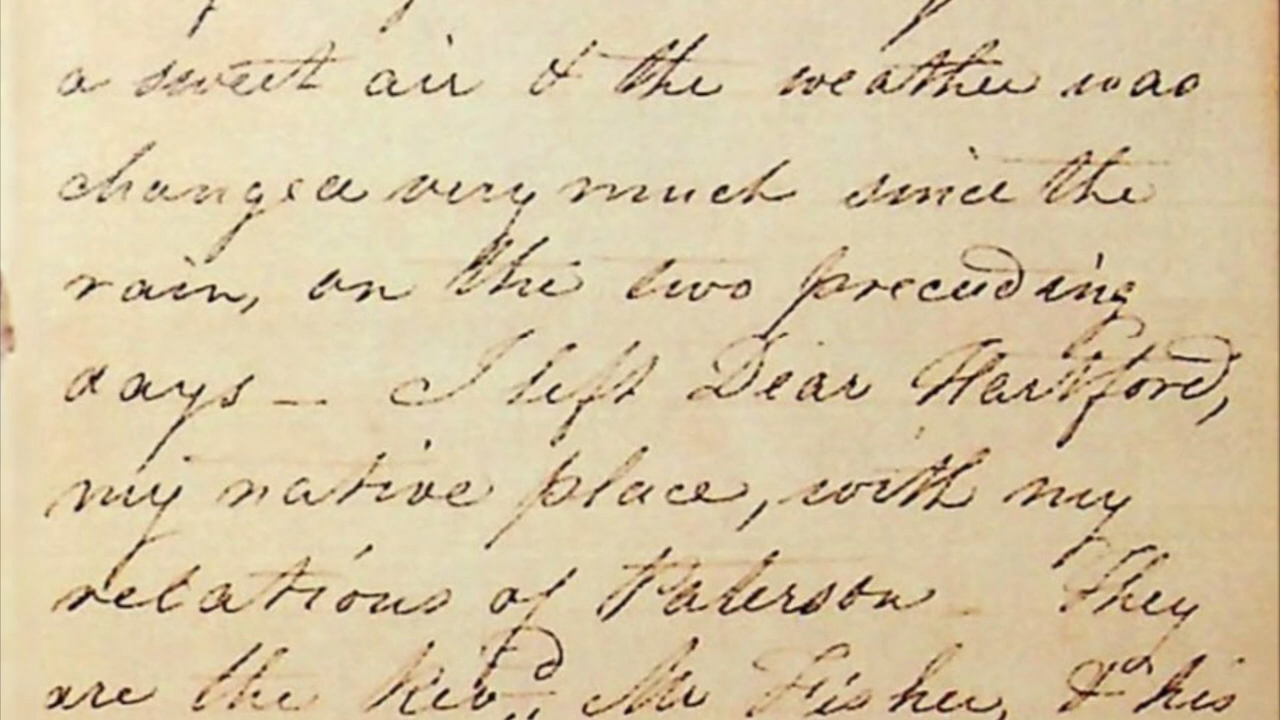 a sweet air & the weather was
changed very much since the
rain, on the two preceeding
days — I left Dear Hartford,
my native place, with my
relations of Paterson They
are the Revd, Mr Fisher, & his